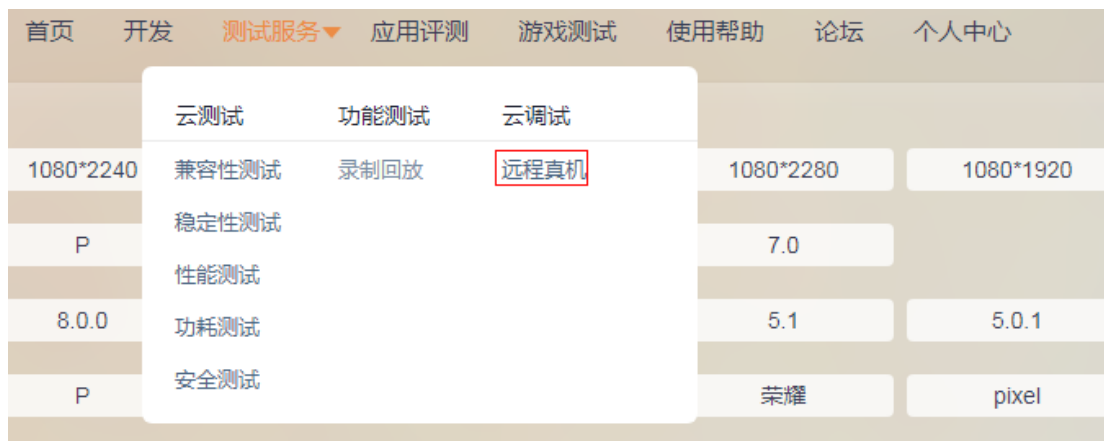 首页 开发 测试服务 应用评测 游戏测试 使用帮助 论坛 个人中心
云测试 功能测试 云调试
1080*2240 兼容性测试 录制回放 远程真机 1080*2280 1080*1920
稳定性测试
P 7.0
性能测试
8.0.0 功耗测试 5.1 5.0.1
安全测试
P 荣耀 pixel